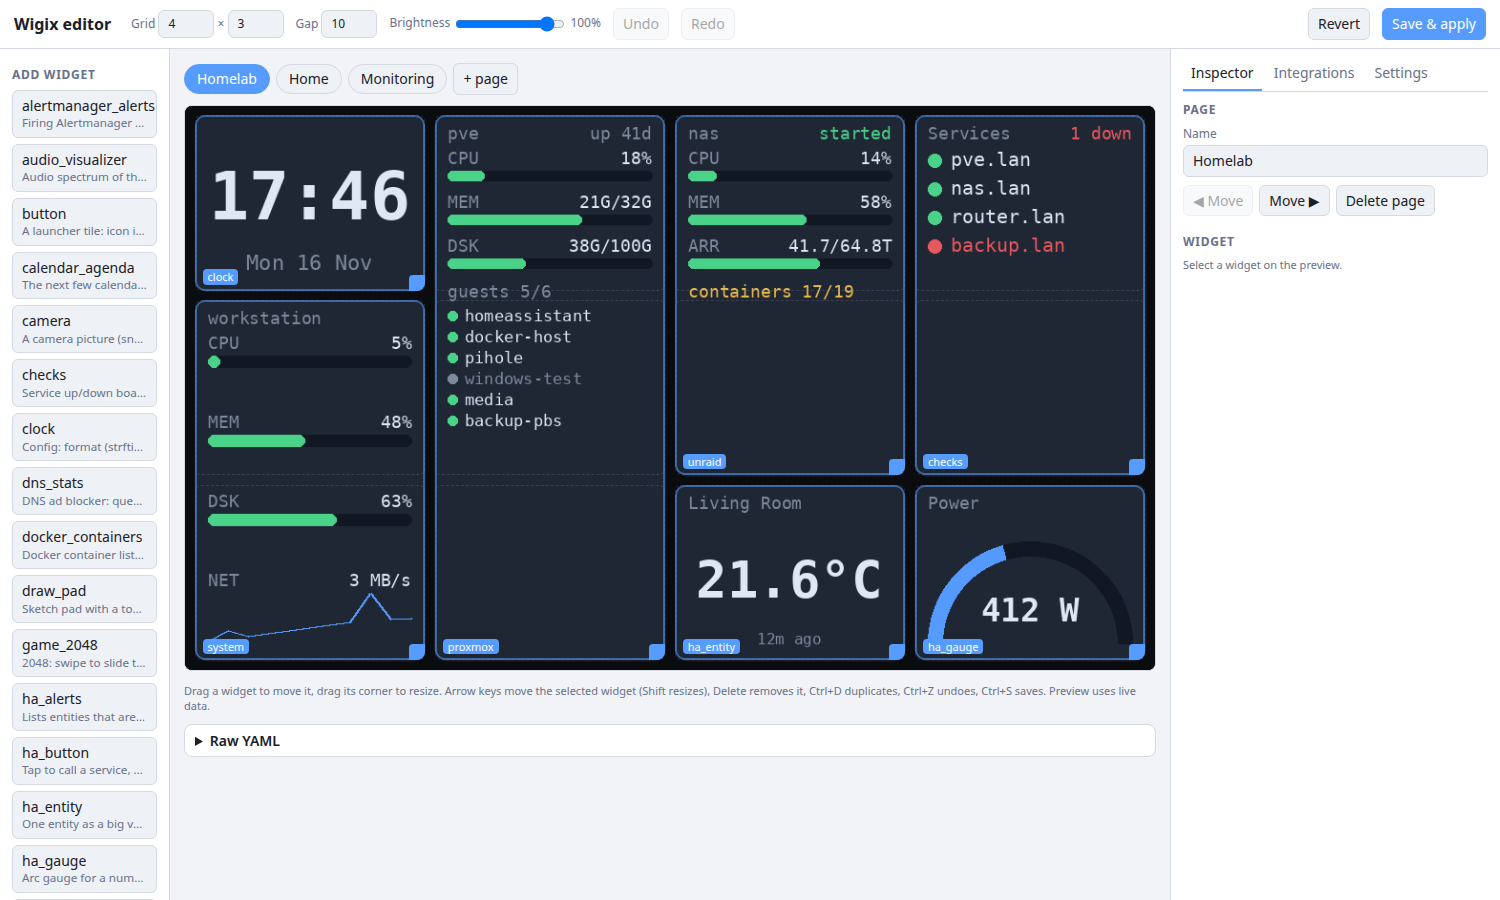 Wigix editor
Grid 4 × 3 Gap 10 Brightness 100% Undo Redo Revert Save & apply
ADD WIDGET
alertmanager_alerts
Firing Alertmanager ...
audio_visualizer
Audio spectrum of th...
button
A launcher tile: icon i...
calendar_agenda
The next few calenda...
camera
A camera picture (sn...
checks
Service up/down boa...
clock
Config: format (strfti...
dns_stats
DNS ad blocker: que...
docker_containers
Docker container list...
draw_pad
Sketch pad with a to...
game_2048
2048: swipe to slide t...
ha_alerts
Lists entities that are...
ha_button
Tap to call a service, ...
ha_entity
One entity as a big v...
ha_gauge
Arc gauge for a num...
Homelab Home Monitoring + page
17:46
Mon 16 Nov
clock
workstation
CPU 5%
MEM 48%
DSK 63%
NET 3 MB/s
system
pve up 41d
CPU 18%
MEM 21G/32G
DSK 38G/100G
guests 5/6
homeassistant
docker-host
pihole
windows-test
media
backup-pbs
proxmox
nas started
CPU 14%
MEM 58%
ARR 41.7/64.8T
containers 17/19
unraid
Services 1 down
pve.lan
nas.lan
router.lan
backup.lan
checks
Living Room
21.6°C
12m ago
ha_entity
Power
412 W
ha_gauge
Drag a widget to move it, drag its corner to resize. Arrow keys move the selected widget (Shift resizes), Delete removes it, Ctrl+D duplicates, Ctrl+Z undoes, Ctrl+S saves. Preview uses live
data.
▶ Raw YAML
Inspector Integrations Settings
PAGE
Name
Homelab
◀ Move Move ▶ Delete page
WIDGET
Select a widget on the preview.